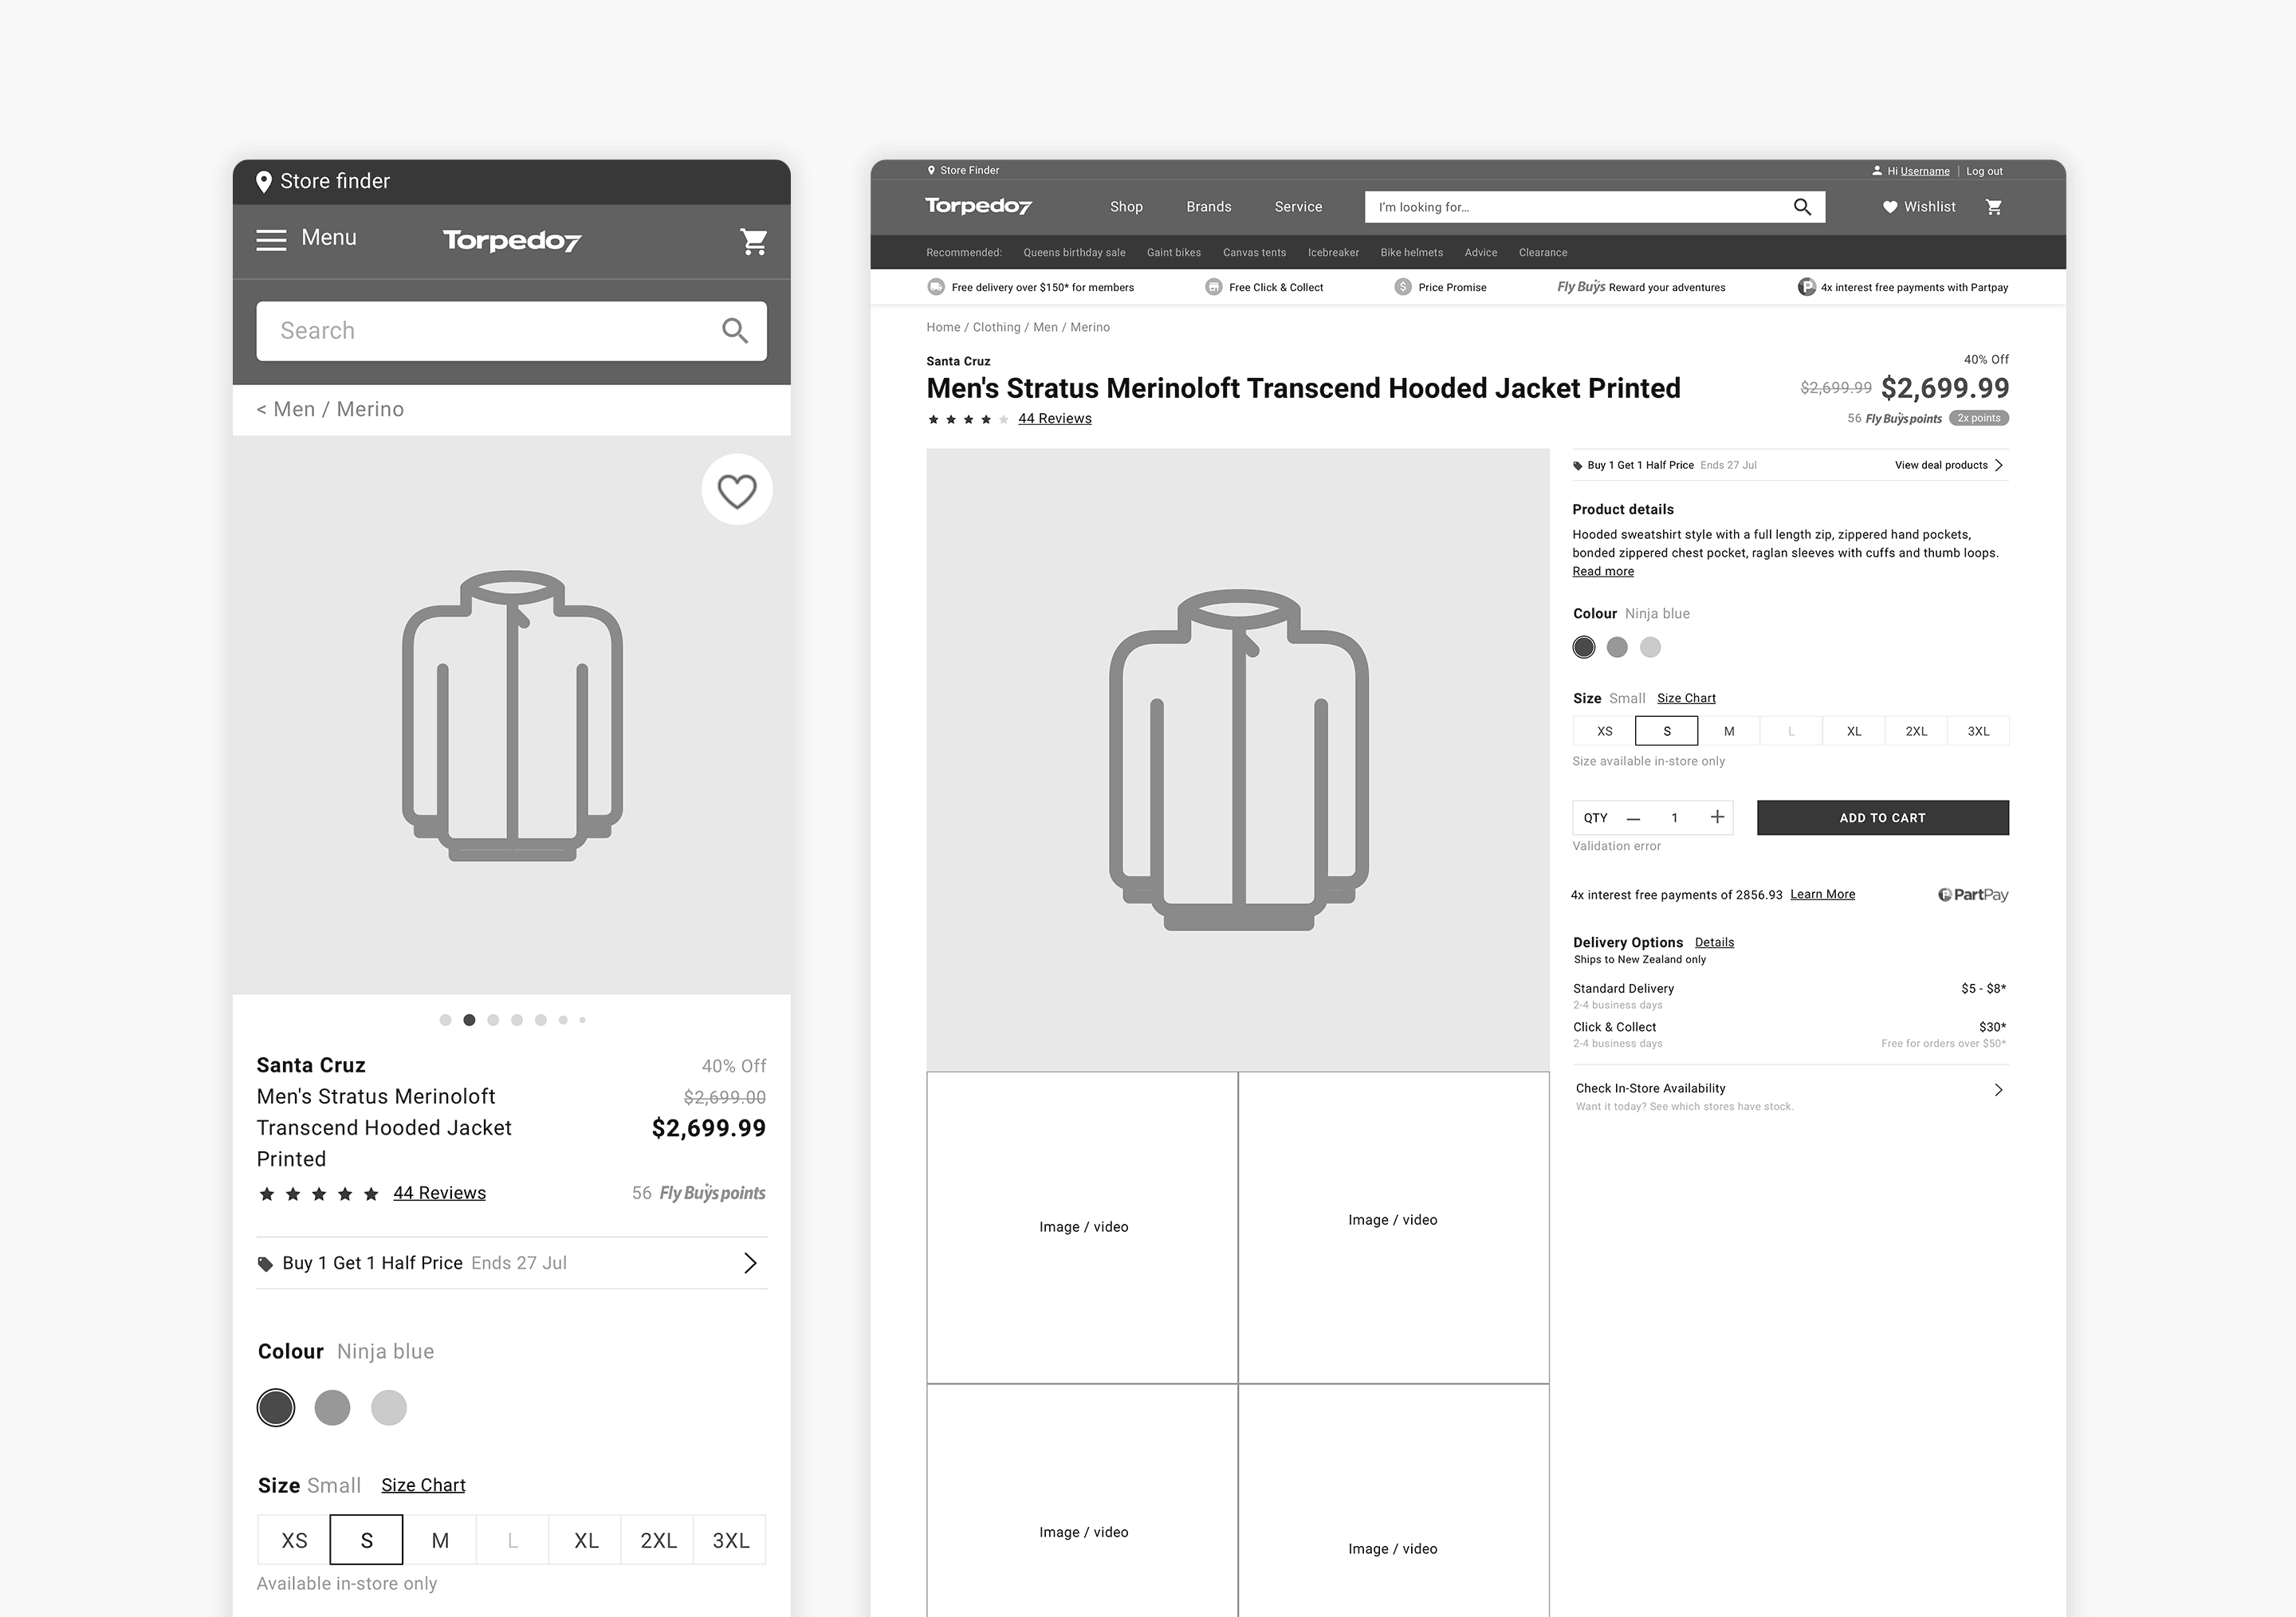 Store finder
Menu
Torpedo7
Search
< Men / Merino
Santa Cruz
40% Off
Men's Stratus Merinoloft
$2,699.00
Transcend Hooded Jacket
$2,699.99
Printed
44 Reviews
56 Fly Buys points
Buy 1 Get 1 Half Price Ends 27 Jul
Colour Ninja blue
Size Small Size Chart
XS S M L XL 2XL 3XL
Available in-store only
Store Finder
Hi Username | Log out
Torpedo7
Shop Brands Service
I'm looking for...
Wishlist
Recommended: Queens birthday sale Gaint bikes Canvas tents Icebreaker Bike helmets Advice Clearance
Free delivery over $150* for members
Free Click & Collect
$ Price Promise
Fly Buys Reward your adventures
P 4x interest free payments with Partpay
Home / Clothing / Men / Merino
Santa Cruz
40% Off
Men's Stratus Merinoloft Transcend Hooded Jacket Printed
$2,699.99 $2,699.99
44 Reviews
56 Fly Buys points 2x points
Buy 1 Get 1 Half Price Ends 27 Jul
View deal products
Product details
Hooded sweatshirt style with a full length zip, zippered hand pockets,
bonded zippered chest pocket, raglan sleeves with cuffs and thumb loops.
Read more
Colour Ninja blue
Size Small Size Chart
XS S M L XL 2XL 3XL
Size available in-store only
QTY 1
ADD TO CART
Validation error
4x interest free payments of 2856.93 Learn More
PartPay
Delivery Options Details
Ships to New Zealand only
Standard Delivery $5 - $8*
2-4 business days
Click & Collect $30*
2-4 business days Free for orders over $50*
Check In-Store Availability
Want it today? See which stores have stock.
Image / video
Image / video
Image / video
Image / video